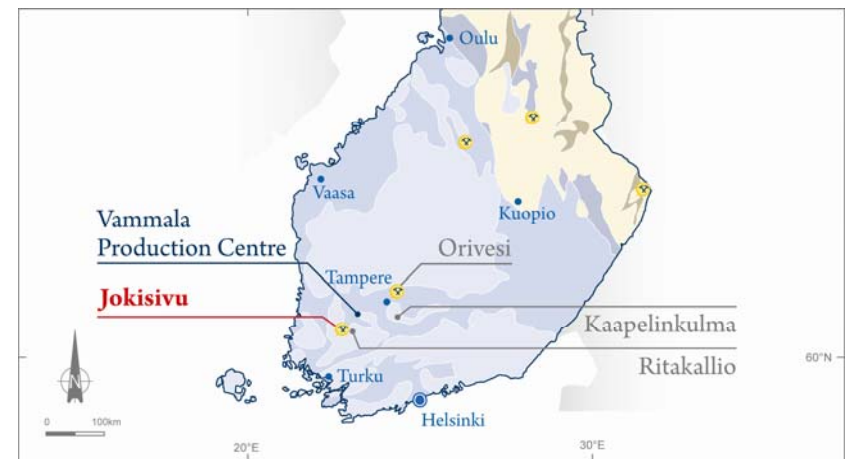 Oulu
Vaasa
Kuopio
Vammala
Production Centre
Orivesi
Tampere
Jokisivu
Kaapelinkulma
Ritakallio
60°N
N
Turku
Helsinki
0 100km
20°E
30°E